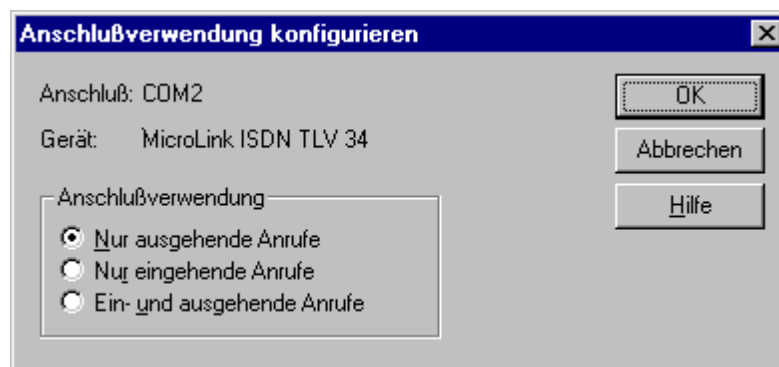 Anschlußverwendung konfigurieren
Anschluß: COM2
Gerät: MicroLink ISDN TLV 34
Anschlußverwendung
Nur ausgehende Anrufe
Nur eingehende Anrufe
Ein- und ausgehende Anrufe
OK
Abbrechen
Hilfe